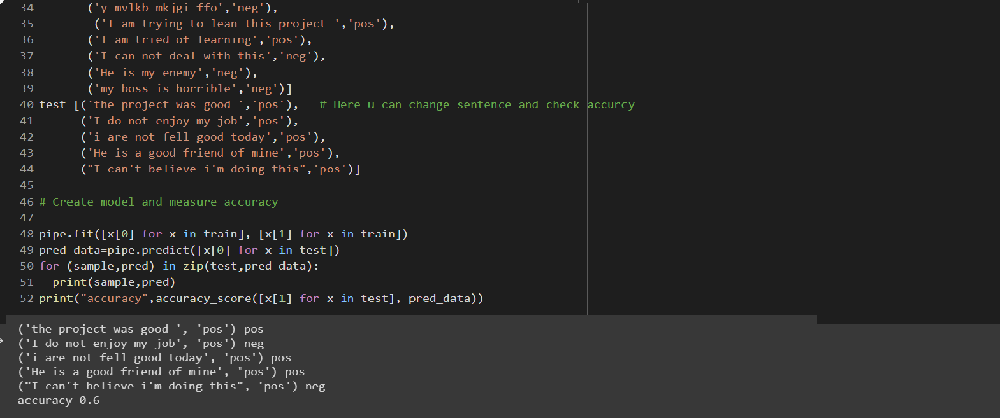 34 ('y mvlkb mkjgi ffo','neg'),
35 ('I am trying to lean this project ','pos'),
36 ('I am tried of learning','pos'),
37 ('I can not deal with this','neg'),
38 ('He is my enemy','neg'),
39 ('my boss is horrible','neg')]
40 test=[('the project was good ','pos'), # Here u can change sentence and check accurcy
41 ('I do not enjoy my job','pos'),
42 ('i are not fell good today','pos'),
43 ('He is a good friend of mine','pos'),
44 ("I can't believe i'm doing this",'pos')]
45
46 # Create model and measure accuracy
47
48 pipe.fit([x[0] for x in train], [x[1] for x in train])
49 pred_data=pipe.predict([x[0] for x in test])
50 for (sample,pred) in zip(test,pred_data):
51 print(sample,pred)
52 print("accuracy",accuracy_score([x[1] for x in test], pred_data))
('the project was good ', 'pos') pos
('I do not enjoy my job', 'pos') neg
('i are not fell good today', 'pos') pos
('He is a good friend of mine', 'pos') pos
("I can't believe i'm doing this", 'pos') neg
accuracy 0.6